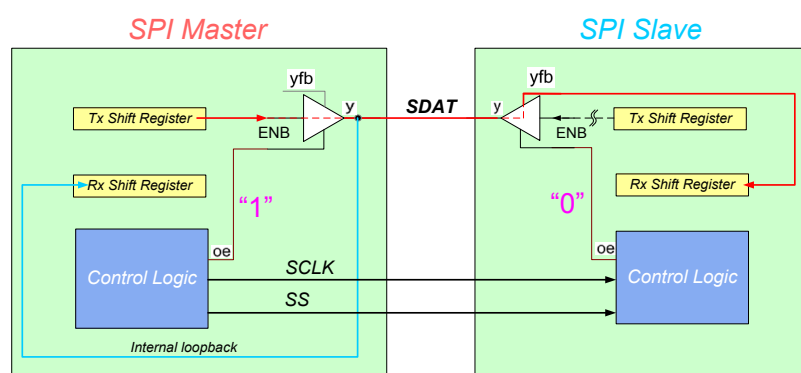 SPI Master
SPI Slave
yfb
yfb
y
SDAT
y
Tx Shift Register
ENB
ENB
Tx Shift Register
Rx Shift Register
Rx Shift Register
“1”
“0”
oe
oe
Control Logic
SCLK
Control Logic
SS
Internal loopback